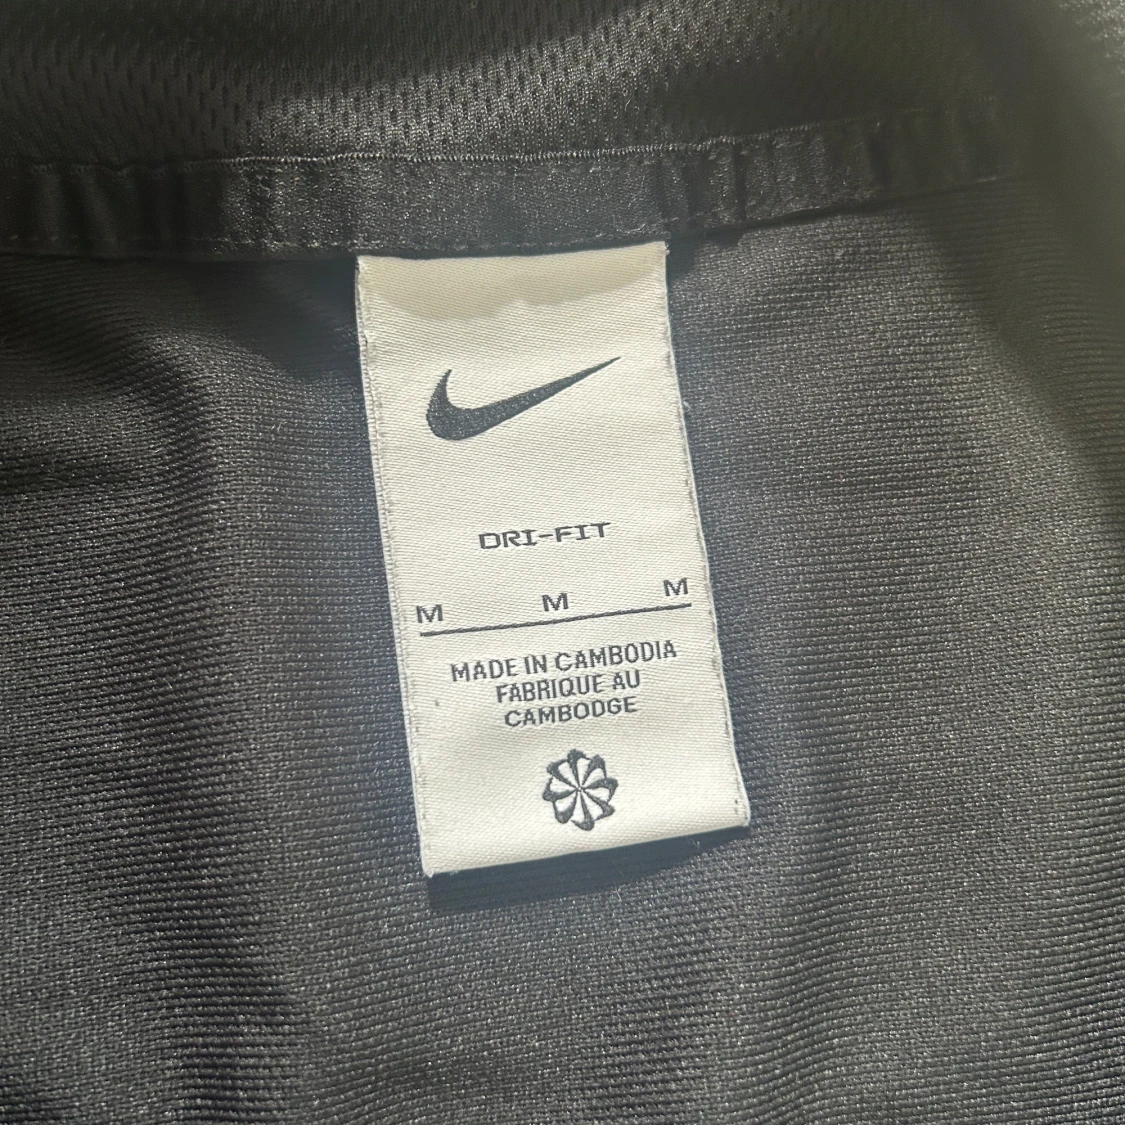 DRI-FIT
M M M
MADE IN CAMBODIA
FABRIQUE AU
CAMBODGE